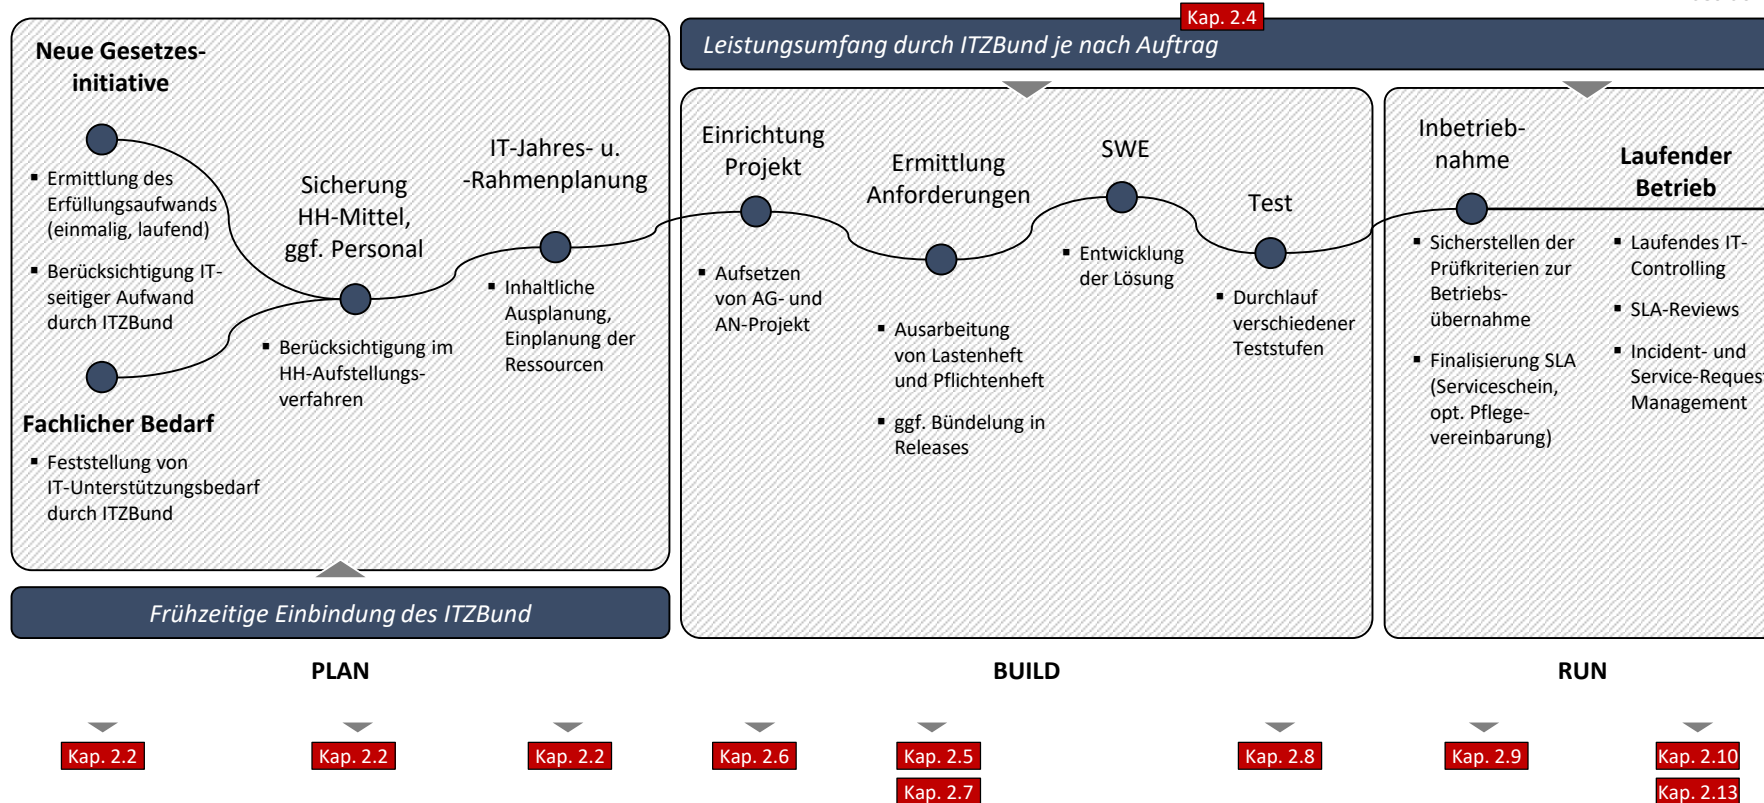 Kap. 2.4
Leistungsumfang durch ITZBund je nach Auftrag
Neue Gesetzes-
initiative
▪ Ermittlung des
Erfüllungsaufwands
(einmalig, laufend)
▪ Berücksichtigung IT-
seitiger Aufwand
durch ITZBund
Fachlicher Bedarf
▪ Feststellung von
IT-Unterstützungsbedarf
durch ITZBund
Sicherung
HH-Mittel,
ggf. Personal
▪ Berücksichtigung im
HH-Aufstellungs-
verfahren
IT-Jahres- u.
-Rahmenplanung
▪ Inhaltliche
Ausplanung,
Einplanung der
Ressourcen
Frühzeitige Einbindung des ITZBund
Einrichtung
Projekt
▪ Aufsetzen
von AG- und
AN-Projekt
Ermittlung
Anforderungen
▪ Ausarbeitung
von Lastenheft
und Pflichtenheft
▪ ggf. Bündelung in
Releases
SWE
▪ Entwicklung
der Lösung
Test
▪ Durchlauf
verschiedener
Teststufen
Inbetrieb-
nahme
▪ Sicherstellen der
Prüfkriterien zur
Betriebs-
übernahme
▪ Finalisierung SLA
(Serviceschein,
opt. Pflege-
vereinbarung)
Laufender
Betrieb
▪ Laufendes IT-
Controlling
▪ SLA-Reviews
▪ Incident- und
Service-Request
Management
PLAN
BUILD
RUN
Kap. 2.2
Kap. 2.2
Kap. 2.2
Kap. 2.6
Kap. 2.5
Kap. 2.7
Kap. 2.8
Kap. 2.9
Kap. 2.10
Kap. 2.13